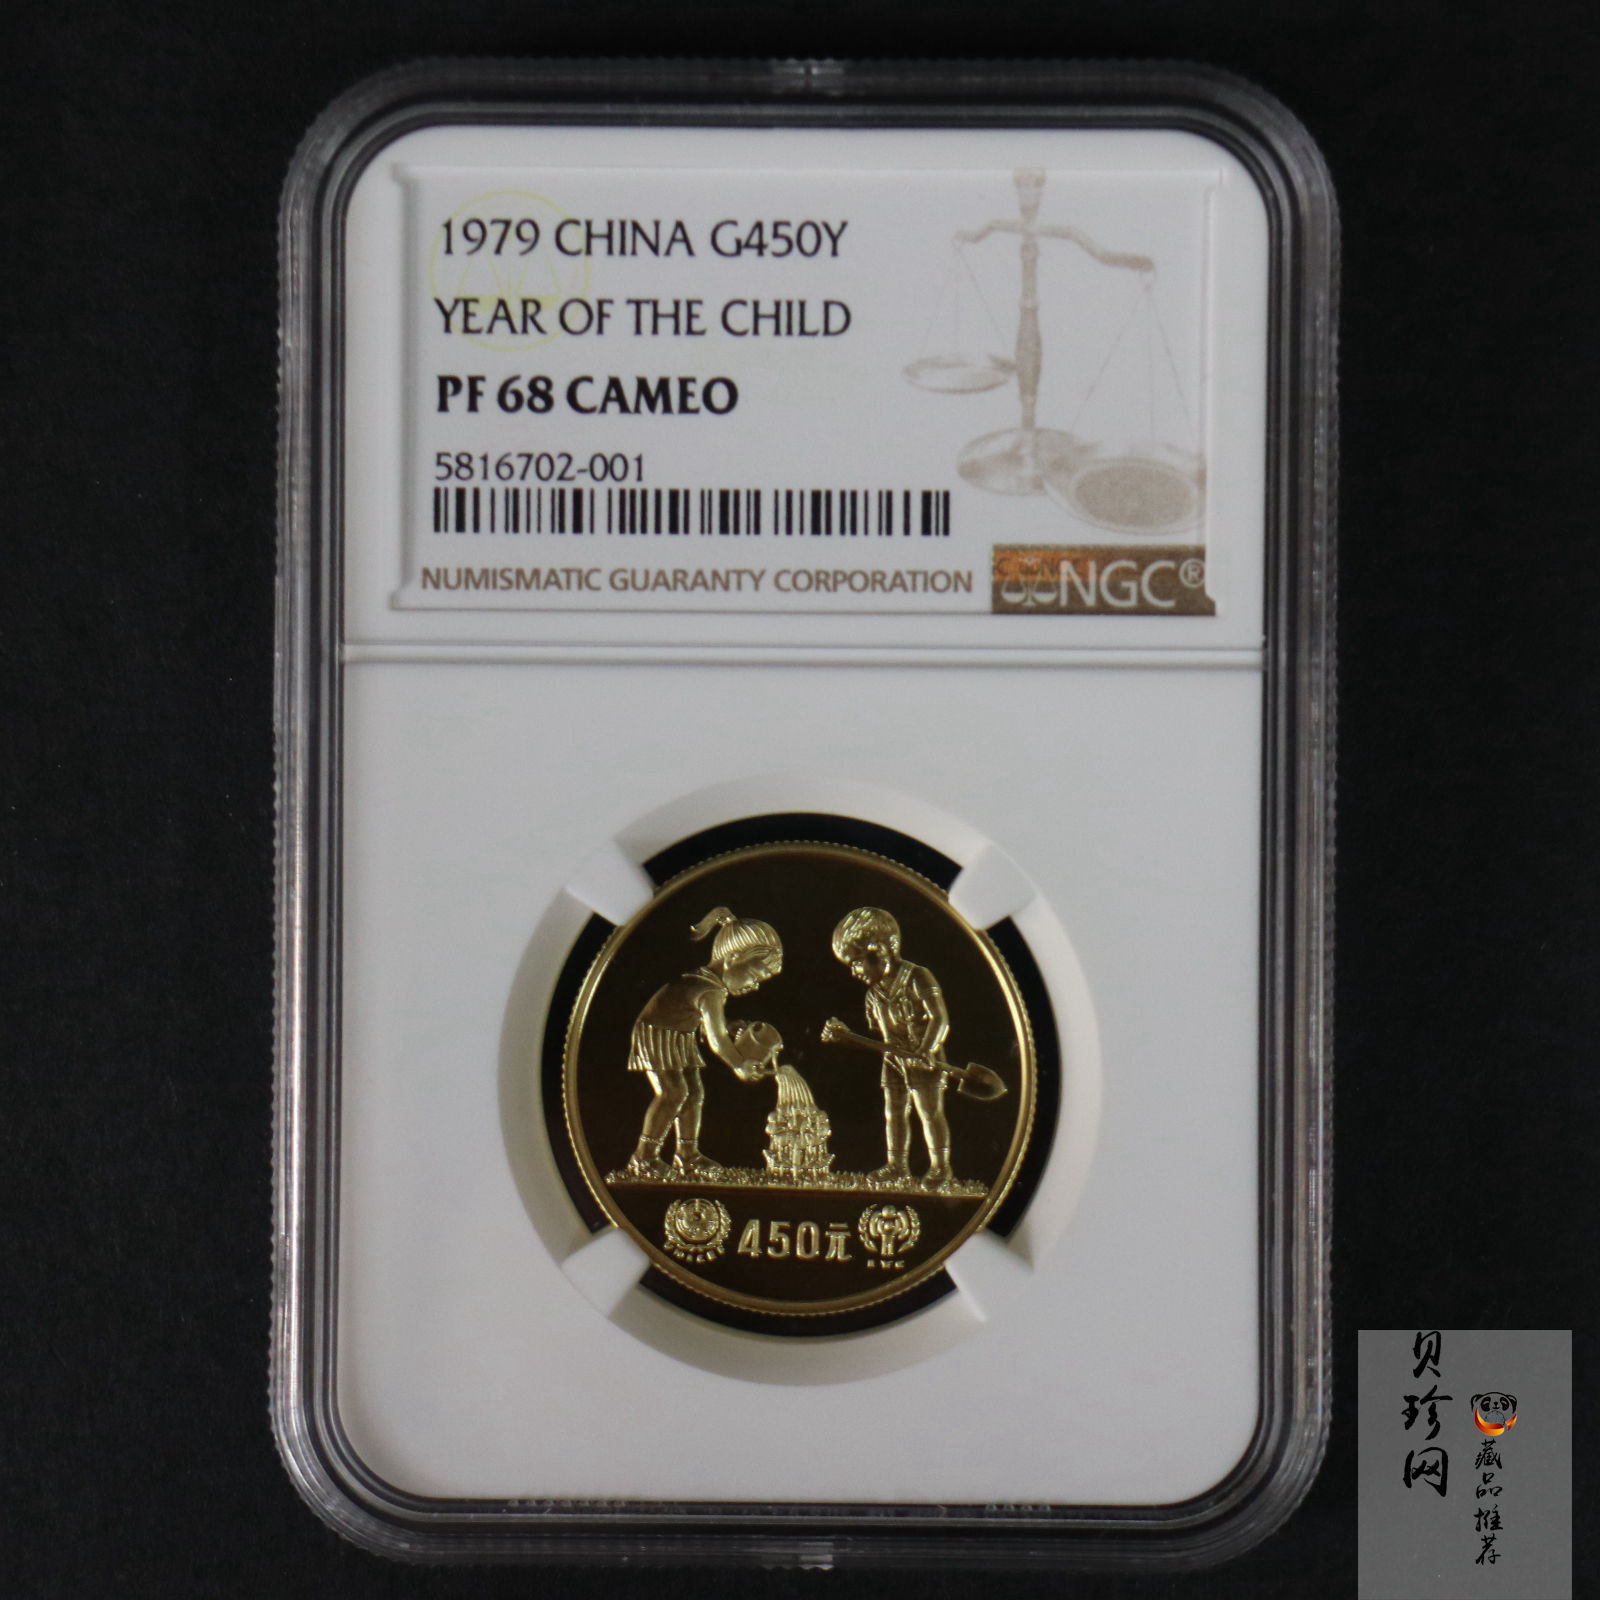 1979 CHINA G450Y
YEAR OF THE CHILD
PF 68 CAMEO
5816702-001
NUMISMATIC GUARANTY CORPORATION
NGC®
450元
贝珍网
藏品推荐